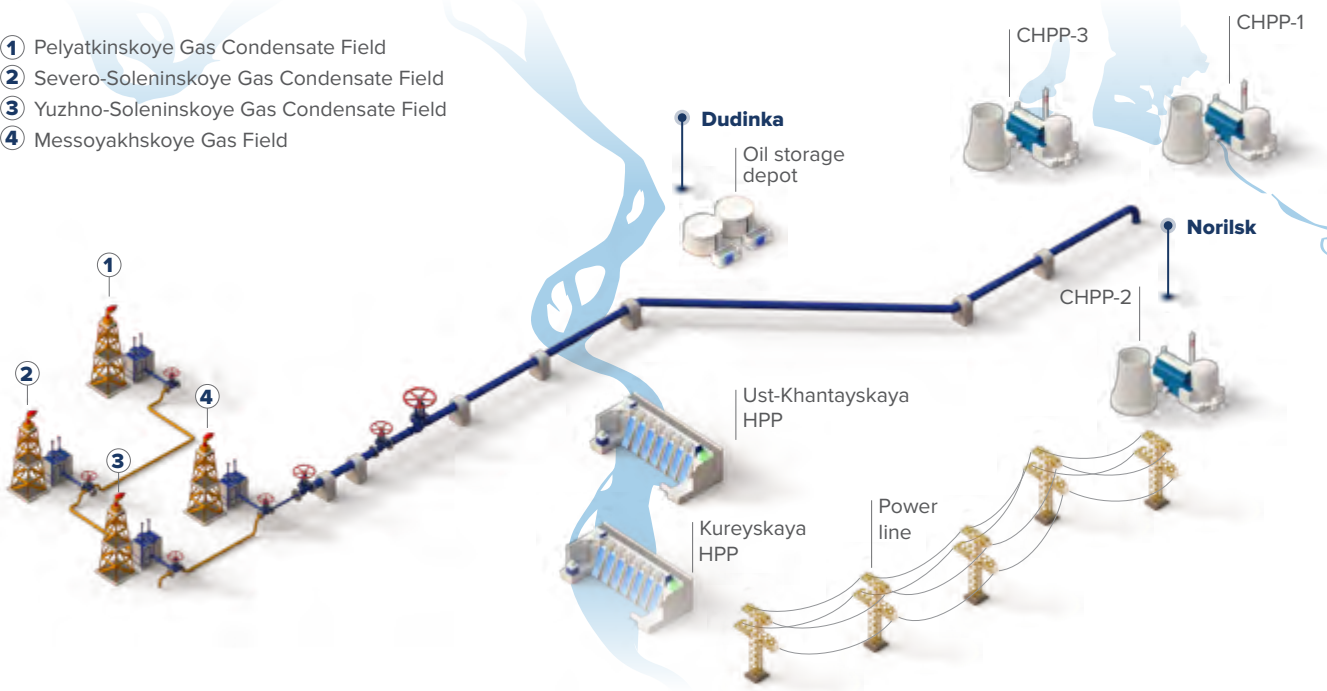 1 Pelyatkinskoye Gas Condensate Field
2 Severo-Soleninskoye Gas Condensate Field
3 Yuzhno-Soleninskoye Gas Condensate Field
4 Messoyakhskoye Gas Field
CHPP-3
CHPP-1
Dudinka
Oil storage
depot
Norilsk
CHPP-2
1
2
3
4
Ust-Khantayskaya
HPP
Kureyskaya
HPP
Power
line